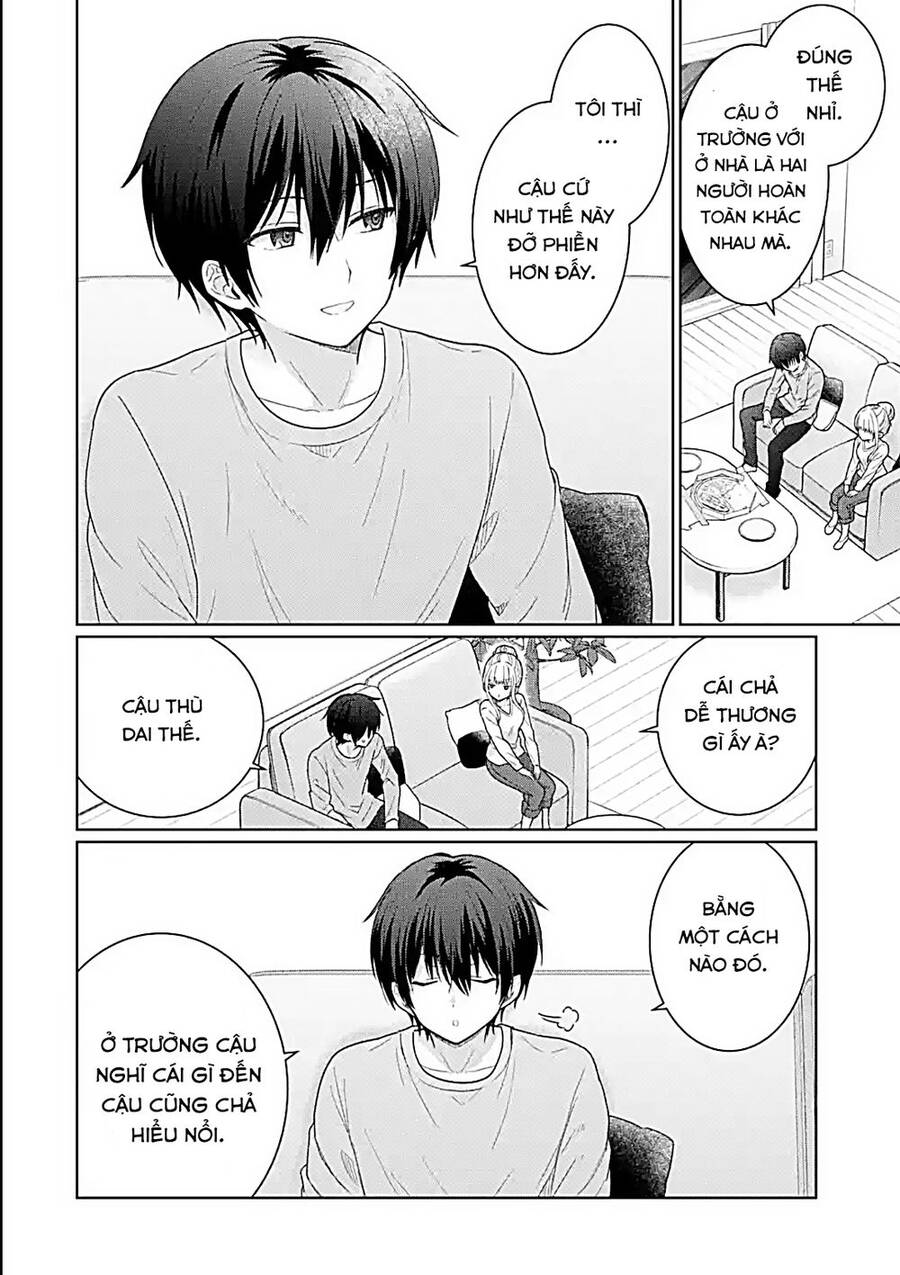 ĐÚNG
THẾ
NHỈ.
CẬU Ở
TRƯỜNG VỚI
Ở NHÀ LÀ HAI
NGƯỜI HOÀN
TOÀN KHÁC
NHAU MÀ.
TÔI THÌ
...
CẬU CỨ
NHƯ THẾ NÀY
ĐỠ PHIỀN
HƠN ĐẤY.
CÁI CHẢ
DỄ THƯƠNG
GÌ ẤY À?
CẬU THÙ
DAI THẾ.
BẰNG
MỘT CÁCH
NÀO ĐÓ.
Ở TRƯỜNG CẬU
NGHĨ CÁI GÌ ĐẾN
CẬU CŨNG CHẢ
HIỂU NỔI.